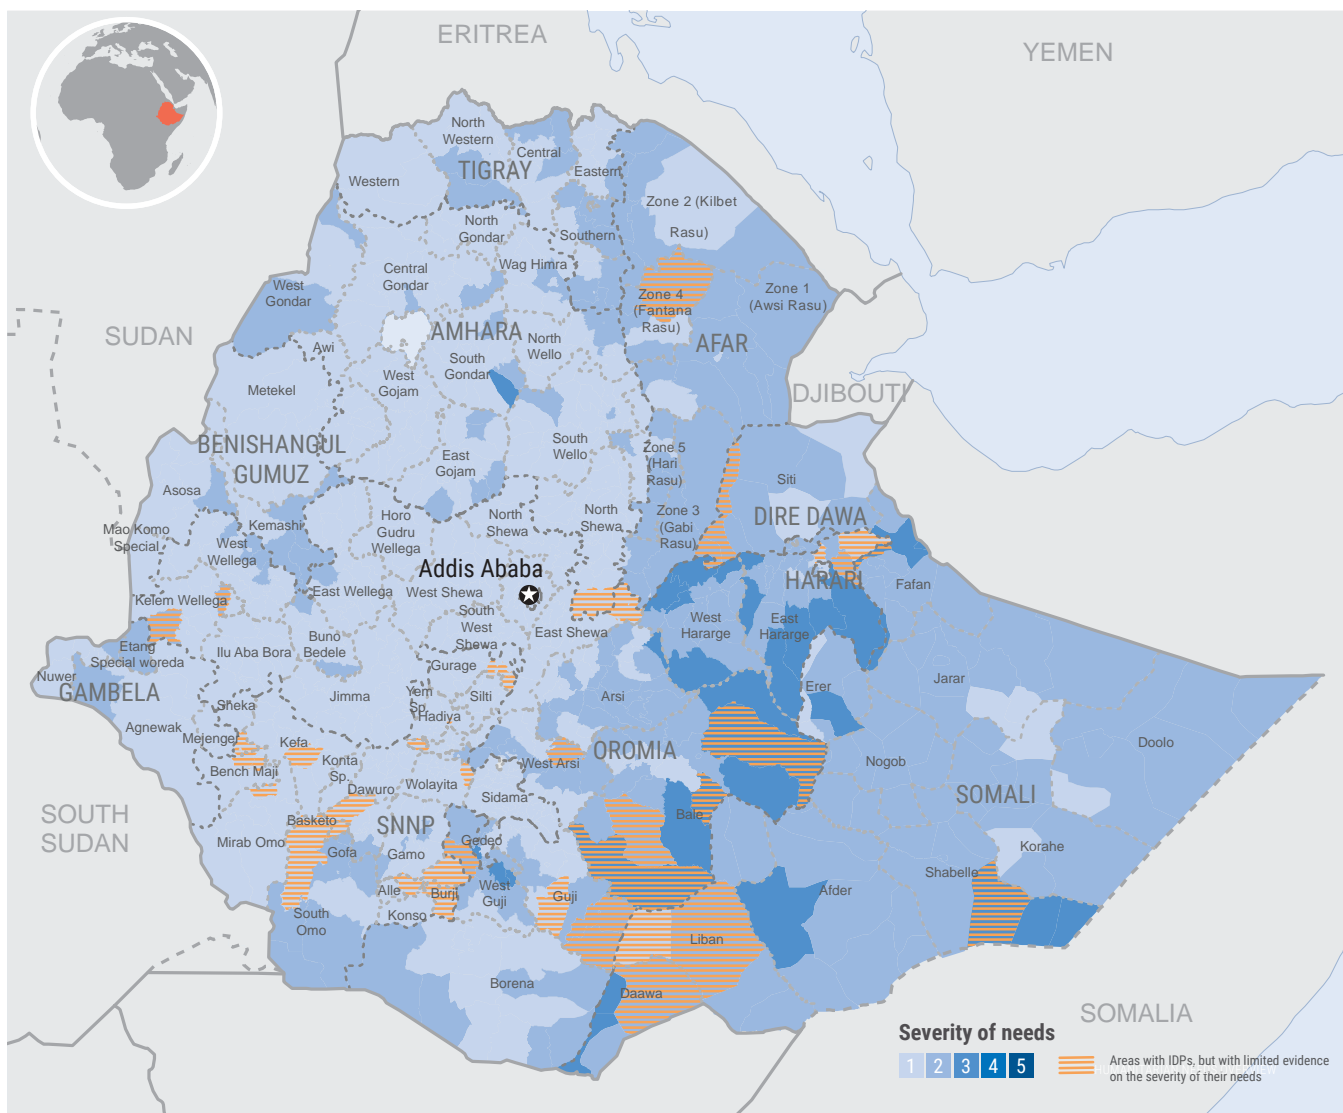 ERITREA
YEMEN
North
Western
Central
TIGRAY
Eastern
Western
Zone 2 (Kilbet
Rasu)
North
Gondar
Southern
Wag Himra
Central
Gondar
West
Gondar
Zone 4
(Fantana
Rasu)
Zone 1
(Awsi Rasu)
SUDAN
AMHARA
AFAR
North
Wello
Awi
South
Gondar
West
Gojam
Metekel
DJIBOUTI
BENISHANGUL
GUMUZ
South
Wello
East
Gojam
Zone 5
(Hari
Rasu)
Siti
Asosa
Mao Komo
Special
Kemashi
Horo
Gudru
Wellega
North
Shewa
North
Shewa
Zone 3
(Gabi
Rasu)
DIRE DAWA
West
Wellega
Addis Ababa
HARARI
Fafan
East Wellega
West Shewa
Kelem Wellega
South
West
Shewa
East Shewa
West
Hararge
East
Hararge
Buno
Bedele
Etang
Special woreda
Ilu Aba Bora
Gurage
Nuwer
GAMBELA
Jimma
Yem
Sp.
Silti
Arsi
Erer
Jarar
Sheka
Hadiya
Agnewak
Mejenger
Kefa
OROMIA
Doolo
Konta
Sp.
West Arsi
Nogob
Bench Maji
Dawuro
Wolayita
Sidama
SOMALI
SOUTH
SUDAN
Basketo
SNNP
Bale
Mirab Omo
Gedeo
Korahe
Gofa
Gamo
Shabelle
Alle
Burji
West
Guji
Guji
Afder
South
Omo
Konso
Liban
Borena
Daawa
SOMALIA
Severity of needs
1 2 3 4 5
Areas with IDPs, but with limited evidence
on the severity of their needs